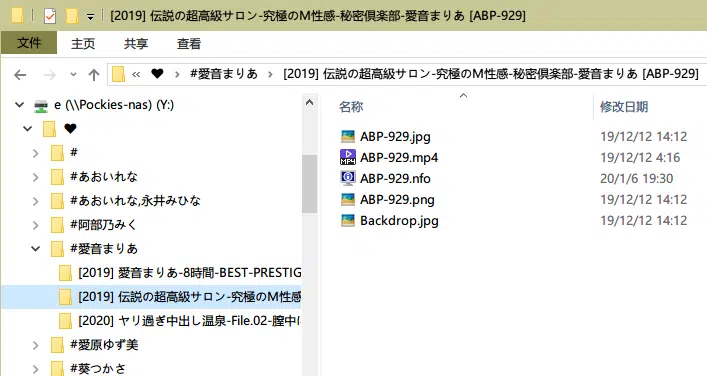 [2019] 伝説の超高級サロン-究極のM性感-秘密倶楽部-愛音まりあ [ABP-929]
文件 主页 共享 查看
« ♥ › #愛音まりあ › [2019] 伝説の超高級サロン-究極のM性感-秘密倶楽部-愛音まりあ [ABP-929]
e (\\Pockies-nas) (Y:)
♥
#
#あおいれな
#あおいれな,永井みひな
#阿部乃みく
#愛音まりあ
[2019] 愛音まりあ-8時間-BEST-PRESTIG
[2019] 伝説の超高級サロン-究極のM性感
[2020] ヤリ過ぎ中出し温泉-File.02-膣中に
#愛原ゆず美
#葵つかさ
名称 修改日期
ABP-929.jpg 19/12/12 14:12
ABP-929.mp4 19/12/12 4:16
ABP-929.nfo 20/1/6 19:30
ABP-929.png 19/12/12 14:12
Backdrop.jpg 19/12/12 14:12